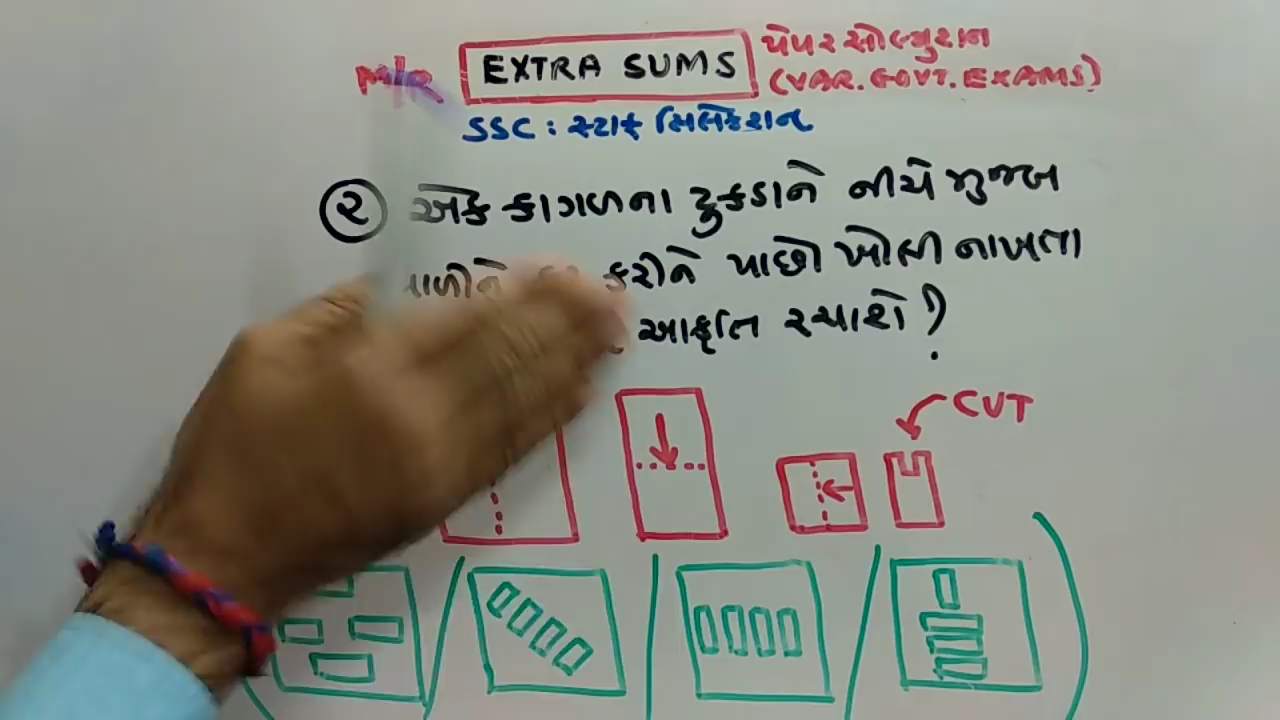 M/R EXTRA SUMS પેપર સોલ્યુશન
(VAR. GOVT. EXAMS)
SSC: સ્ટાફ સિલેક્શન
૨ એક કાગળના ટુકડાને નીચે મુજબ
કરીને પાછો ખોલી નાખતા
આકૃતિ રચાશે?
CUT